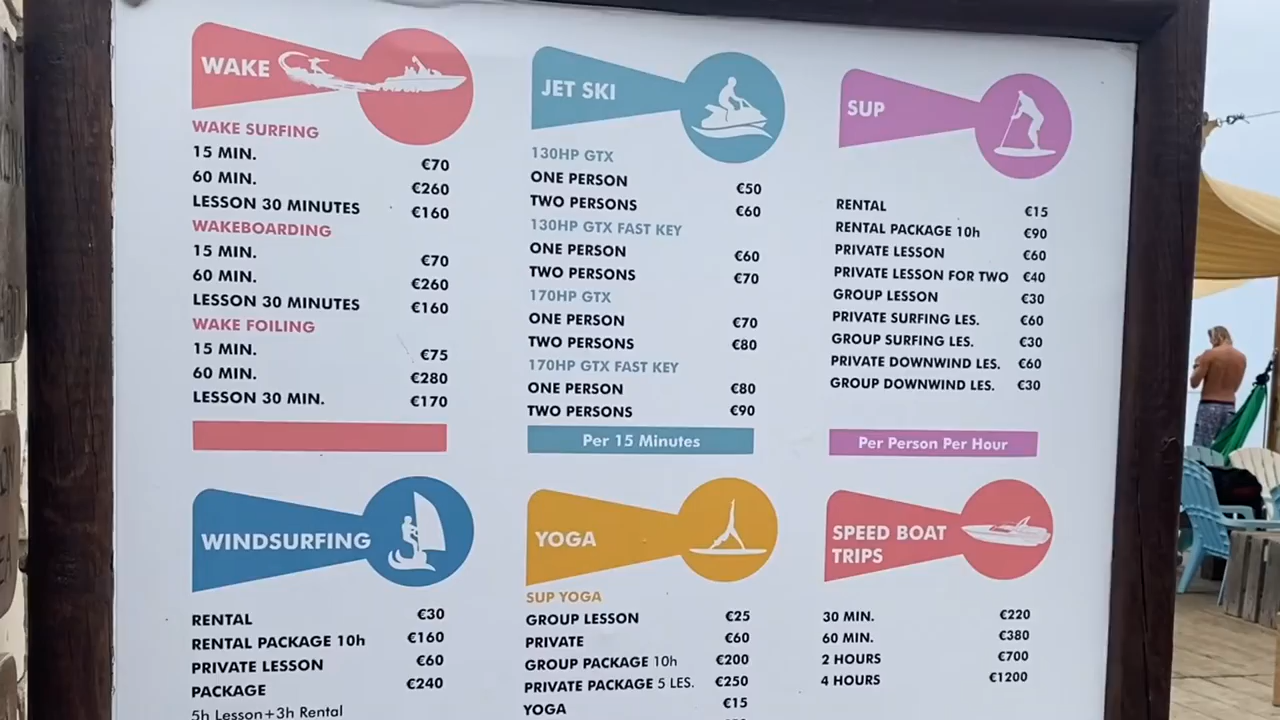 WAKE
WAKE SURFING
15 MIN. €70
60 MIN. €260
LESSON 30 MINUTES €160
WAKEBOARDING
15 MIN. €70
60 MIN. €260
LESSON 30 MINUTES €160
WAKE FOILING
15 MIN. €75
60 MIN. €280
LESSON 30 MIN. €170
JET SKI
130HP GTX
ONE PERSON €50
TWO PERSONS €60
130HP GTX FAST KEY
ONE PERSON €60
TWO PERSONS €70
170HP GTX
ONE PERSON €70
TWO PERSONS €80
170HP GTX FAST KEY
ONE PERSON €80
TWO PERSONS €90
Per 15 Minutes
SUP
RENTAL €15
RENTAL PACKAGE 10h €90
PRIVATE LESSON €60
PRIVATE LESSON FOR TWO €40
GROUP LESSON €30
PRIVATE SURFING LES. €60
GROUP SURFING LES. €30
PRIVATE DOWNWIND LES. €60
GROUP DOWNWIND LES. €30
Per Person Per Hour
WINDSURFING
RENTAL €30
RENTAL PACKAGE 10h €160
PRIVATE LESSON €60
PACKAGE €240
5h Lesson+3h Rental
YOGA
SUP YOGA
GROUP LESSON €25
PRIVATE €60
GROUP PACKAGE 10h €200
PRIVATE PACKAGE 5 LES. €250
YOGA €15
SPEED BOAT
TRIPS
30 MIN. €220
60 MIN. €380
2 HOURS €700
4 HOURS €1200